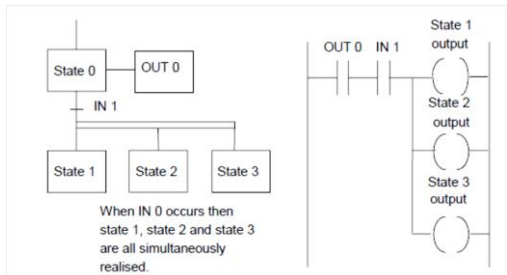 State 0
OUT 0
IN 1
State 1
State 2
State 3
When IN 0 occurs then
state 1, state 2 and state 3
are all simultaneously
realised.
State 1
output
OUT 0 IN 1
State 2
output
State 3
output